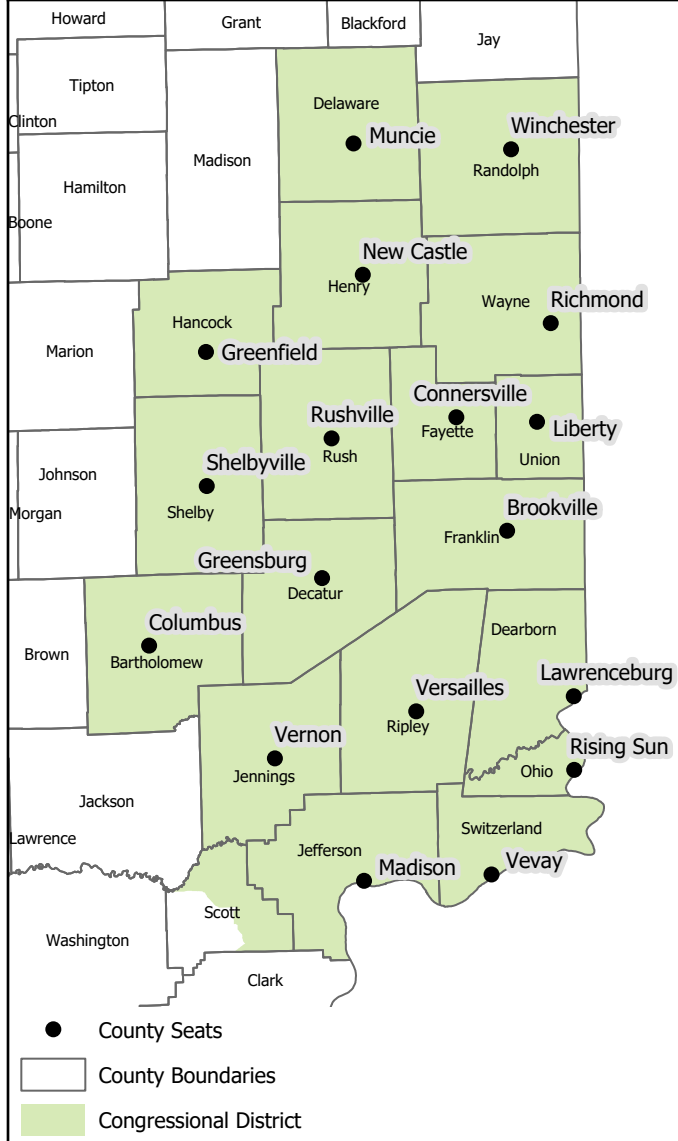 Howard
Grant
Blackford
Jay
Tipton
Delaware
Clinton
Muncie
Winchester
Madison
Randolph
Hamilton
Boone
New Castle
Henry
Wayne
Richmond
Hancock
Marion
Greenfield
Connersville
Rushville
Fayette
Liberty
Rush
Union
Shelbyville
Johnson
Morgan
Shelby
Brookville
Franklin
Greensburg
Decatur
Columbus
Dearborn
Brown
Bartholomew
Versailles
Lawrenceburg
Ripley
Vernon
Rising Sun
Jennings
Ohio
Jackson
Lawrence
Switzerland
Jefferson
Madison
Vevay
Scott
Washington
Clark
County Seats
County Boundaries
Congressional District